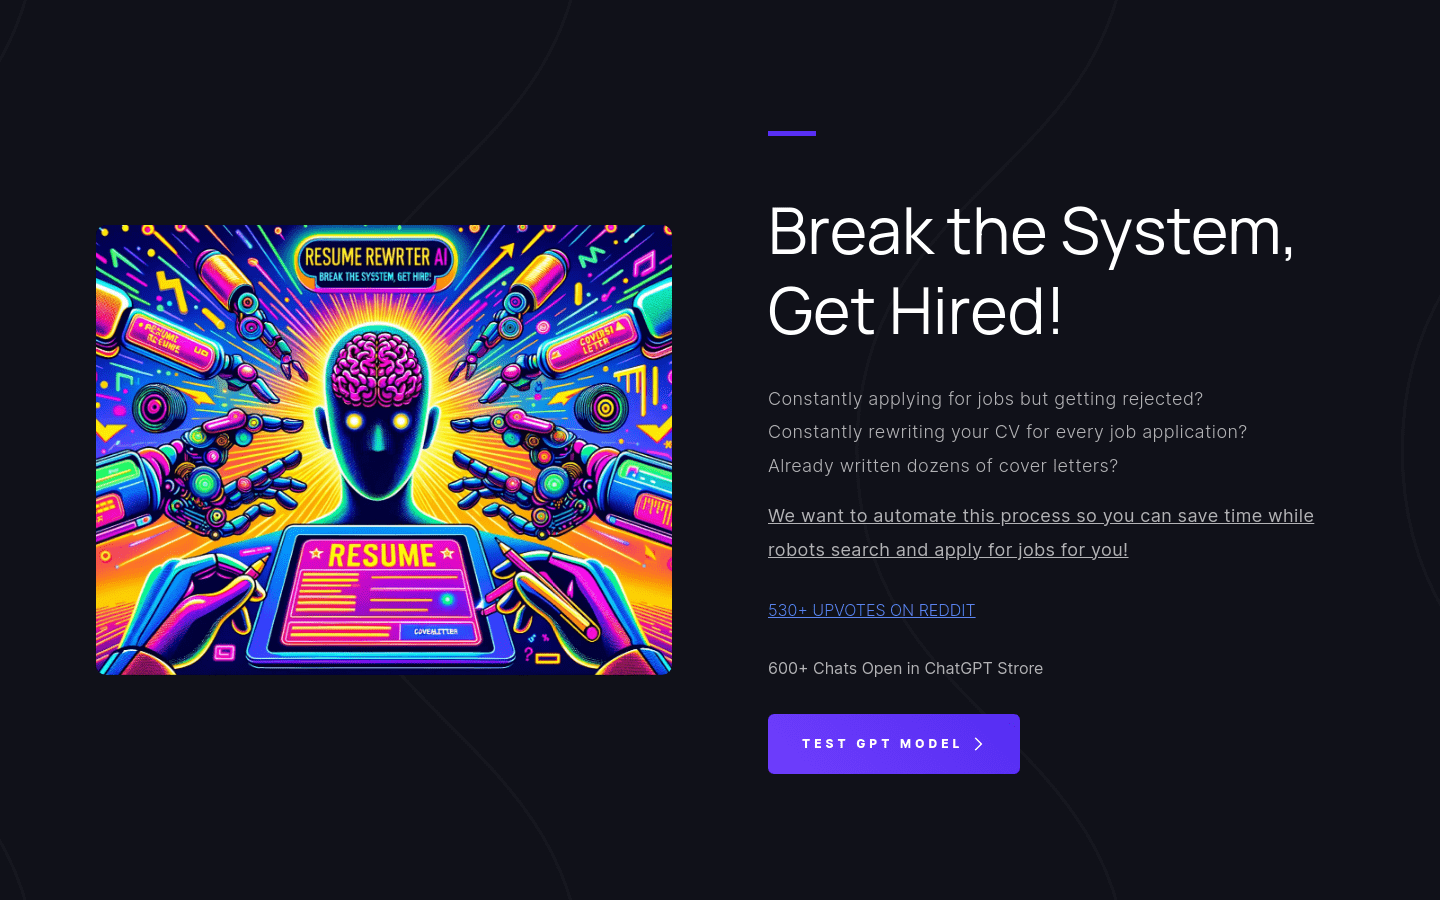 RESUME REWRTER AI
BREAK THE SYSSTEM, GET HIRE!
COVERS!
LETTER
RESUME
Break the System,
Get Hired!
Constantly applying for jobs but getting rejected?
Constantly rewriting your CV for every job application?
Already written dozens of cover letters?
We want to automate this process so you can save time while
robots search and apply for jobs for you!
530+ UPVOTES ON REDDIT
600+ Chats Open in ChatGPT Strore
TEST GPT MODEL